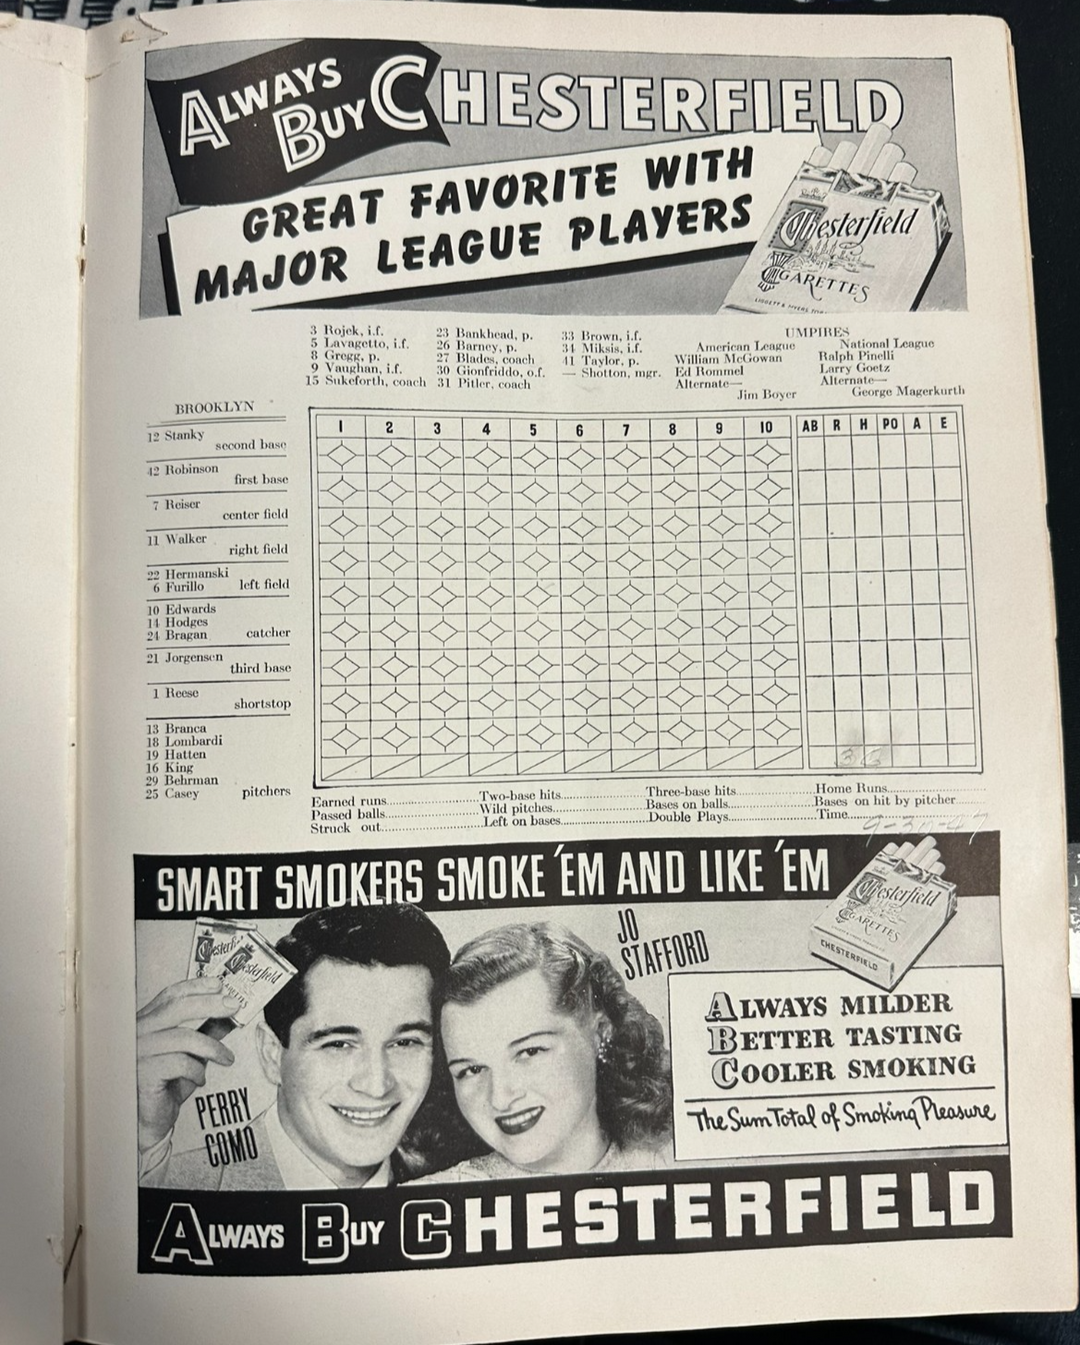 ALWAYS BUY CHESTERFIELD
GREAT FAVORITE WITH
MAJOR LEAGUE PLAYERS
Chesterfield
CIGARETTES
3 Rojek, i.f.
5 Lavagetto, i.f.
8 Gregg, p.
9 Vaughan, i.f.
15 Sukeforth, coach
23 Bankhead, p.
26 Barney, p.
27 Blades, coach
30 Gionfriddo, o.f.
31 Pitler, coach
33 Brown, i.f.
34 Miksis, i.f.
41 Taylor, p.
— Shotton, mgr.
UMPIRES
American League
William McGowan
Ed Rommel
Alternate—
Jim Boyer
National League
Ralph Pinelli
Larry Goetz
Alternate—
George Magerkurth
BROOKLYN
1 2 3 4 5 6 7 8 9 10 AB R H PO A E
12 Stanky
second base
42 Robinson
first base
7 Reiser
center field
11 Walker
right field
22 Hermanski
6 Furillo left field
10 Edwards
14 Hodges
24 Bragan catcher
21 Jorgensen
third base
1 Reese
shortstop
13 Branca
18 Lombardi
19 Hatten
16 King
29 Behrman
25 Casey pitchers
Earned runs Two-base hits Three-base hits Home Runs
Passed balls Wild pitches Bases on balls Bases on hit by pitcher
Struck out Left on bases Double Plays Time
9-30-47
SMART SMOKERS SMOKE 'EM AND LIKE 'EM
Chesterfield
CIGARETTES
CHESTERFIELD
JO
STAFFORD
Chesterfield
PERRY
COMO
ALWAYS MILDER
BETTER TASTING
COOLER SMOKING
The Sum Total of Smoking Pleasure
ALWAYS BUY CHESTERFIELD